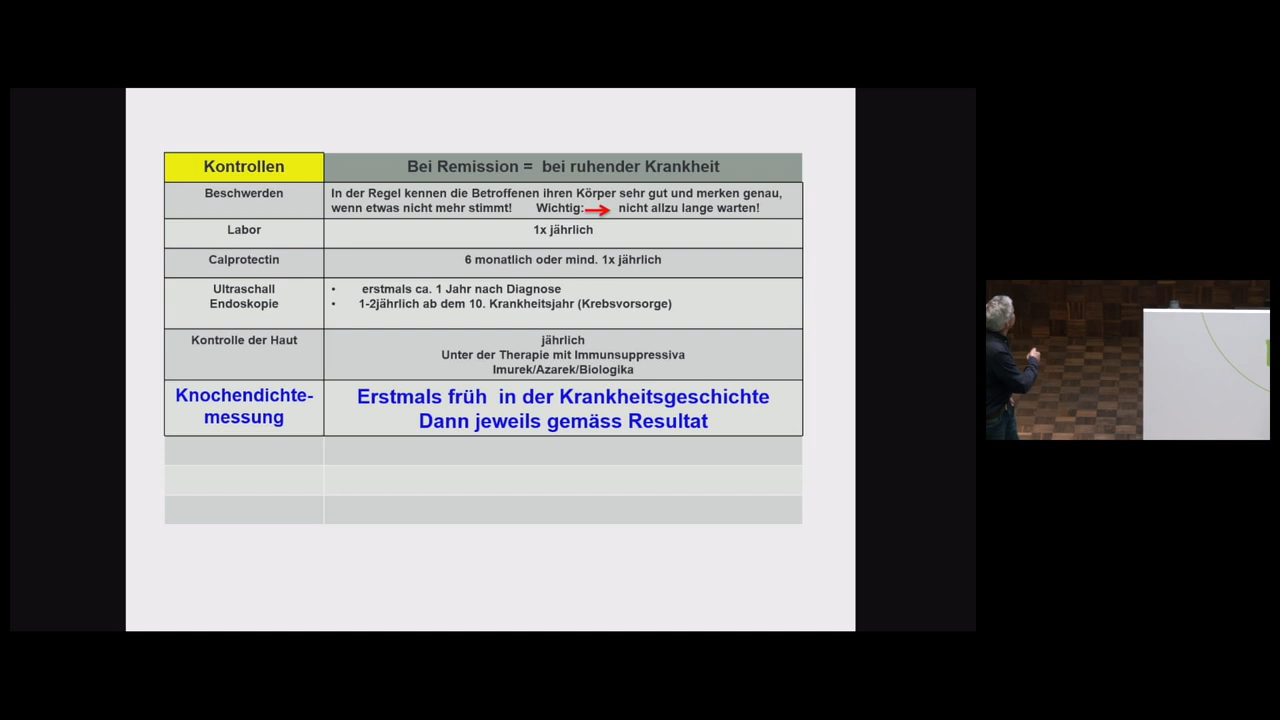 Kontrollen
Bei Remission = bei ruhender Krankheit
Beschwerden
In der Regel kennen die Betroffenen ihren Körper sehr gut und merken genau,
wenn etwas nicht mehr stimmt! Wichtig: nicht allzu lange warten!
Labor
1x jährlich
Calprotectin
6 monatlich oder mind. 1x jährlich
Ultraschall
Endoskopie
• erstmals ca. 1 Jahr nach Diagnose
• 1-2jährlich ab dem 10. Krankheitsjahr (Krebsvorsorge)
Kontrolle der Haut
jährlich
Unter der Therapie mit Immunsuppressiva
Imurek/Azarek/Biologika
Knochendichte-
messung
Erstmals früh in der Krankheitsgeschichte
Dann jeweils gemäss Resultat